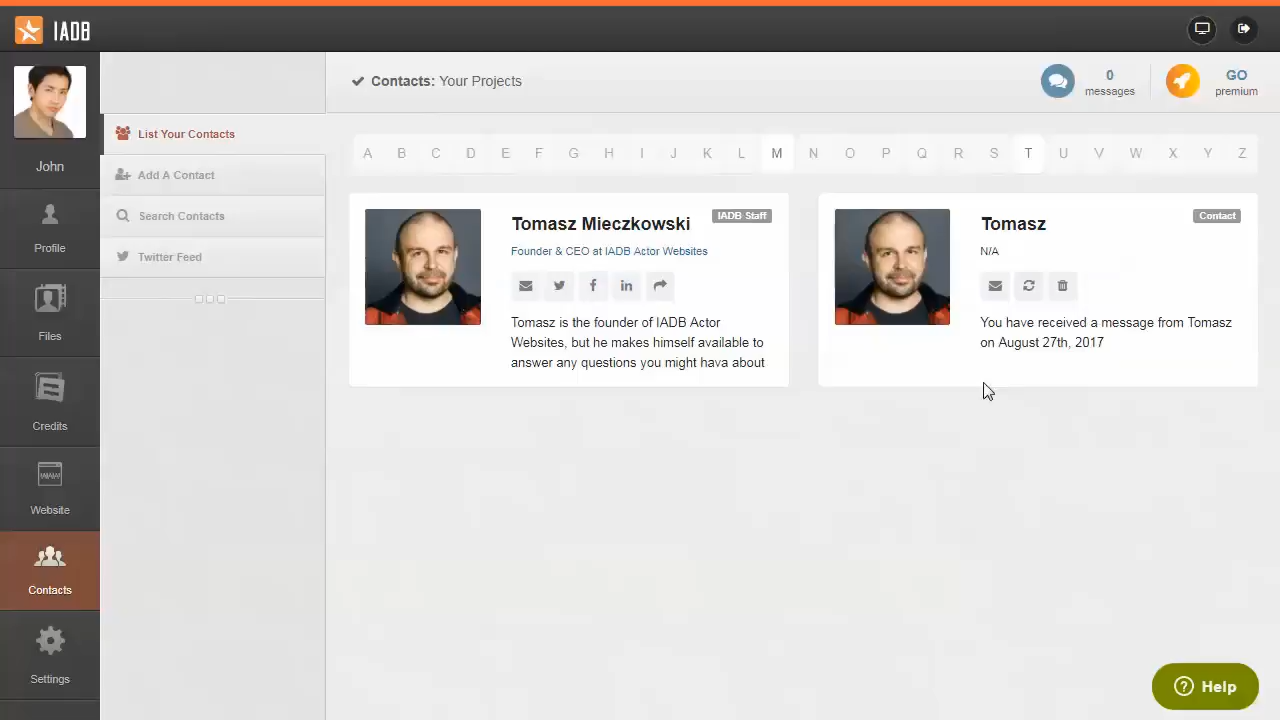 IADB
John
Profile
Files
Credits
WWW
Website
Contacts
Settings
List Your Contacts
Add A Contact
Search Contacts
Twitter Feed
Contacts: Your Projects
0
messages
GO
premium
A B C D E F G H I J K L M N O P Q R S T U V W X Y Z
Tomasz Mieczkowski
IADB Staff
Founder & CEO at IADB Actor Websites
Tomasz is the founder of IADB Actor
Websites, but he makes himself available to
answer any questions you might hava about
Tomasz
Contact
N/A
You have received a message from Tomasz
on August 27th, 2017
Help